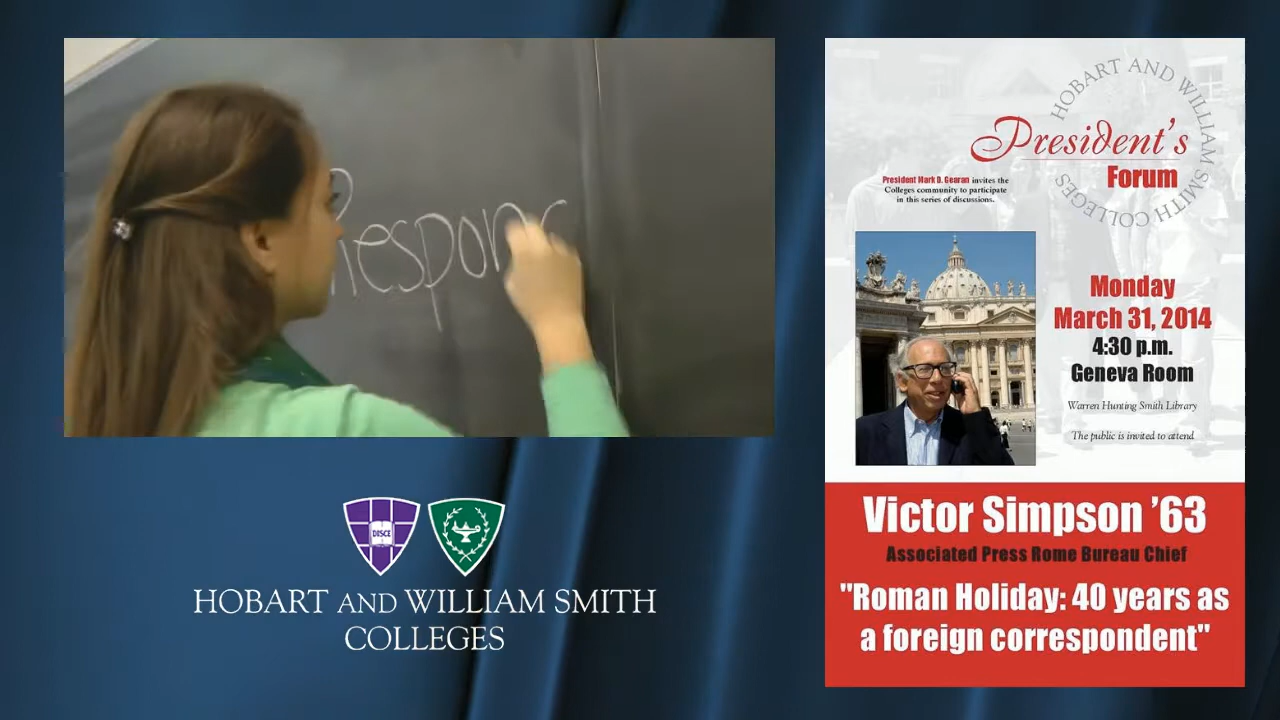 Respons
DISCE
HOBART AND WILLIAM SMITH
COLLEGES
HOBART AND WILLIAM SMITH COLLEGES
President's
Forum
President Mark D. Gearan invites the
Colleges community to participate
in this series of discussions.
Monday
March 31, 2014
4:30 p.m.
Geneva Room
Warren Hunting Smith Library
The public is invited to attend
Victor Simpson ’63
Associated Press Rome Bureau Chief
"Roman Holiday: 40 years as
a foreign correspondent"